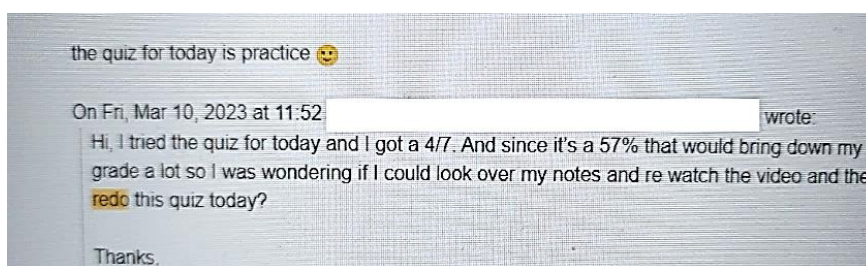 the quiz for today is practice 🙂
On Fri, Mar 10, 2023 at 11:52 wrote:
Hi, I tried the quiz for today and I got a 4/7. And since it's a 57% that would bring down my
grade a lot so I was wondering if I could look over my notes and re watch the video and the
redo this quiz today?
Thanks,